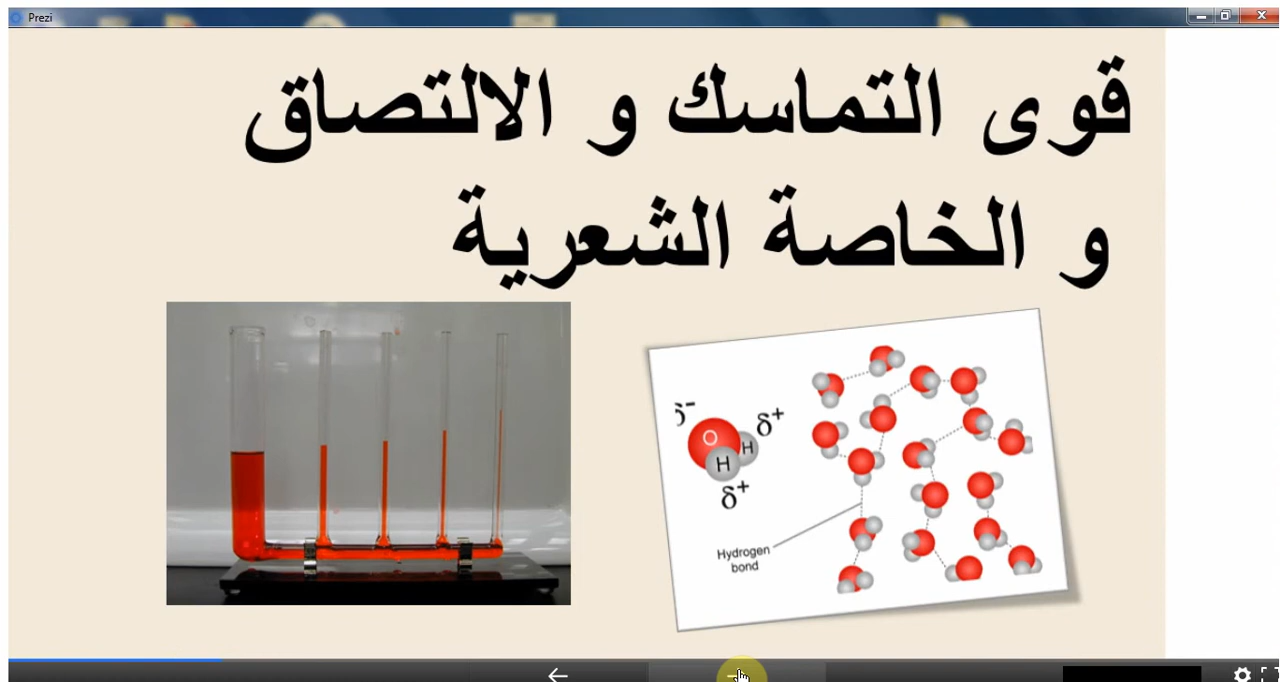 Prezi
قوى التماسك و الالتصاق
و الخاصة الشعرية
δ-
δ+
O
H
H
δ+
Hydrogen
bond